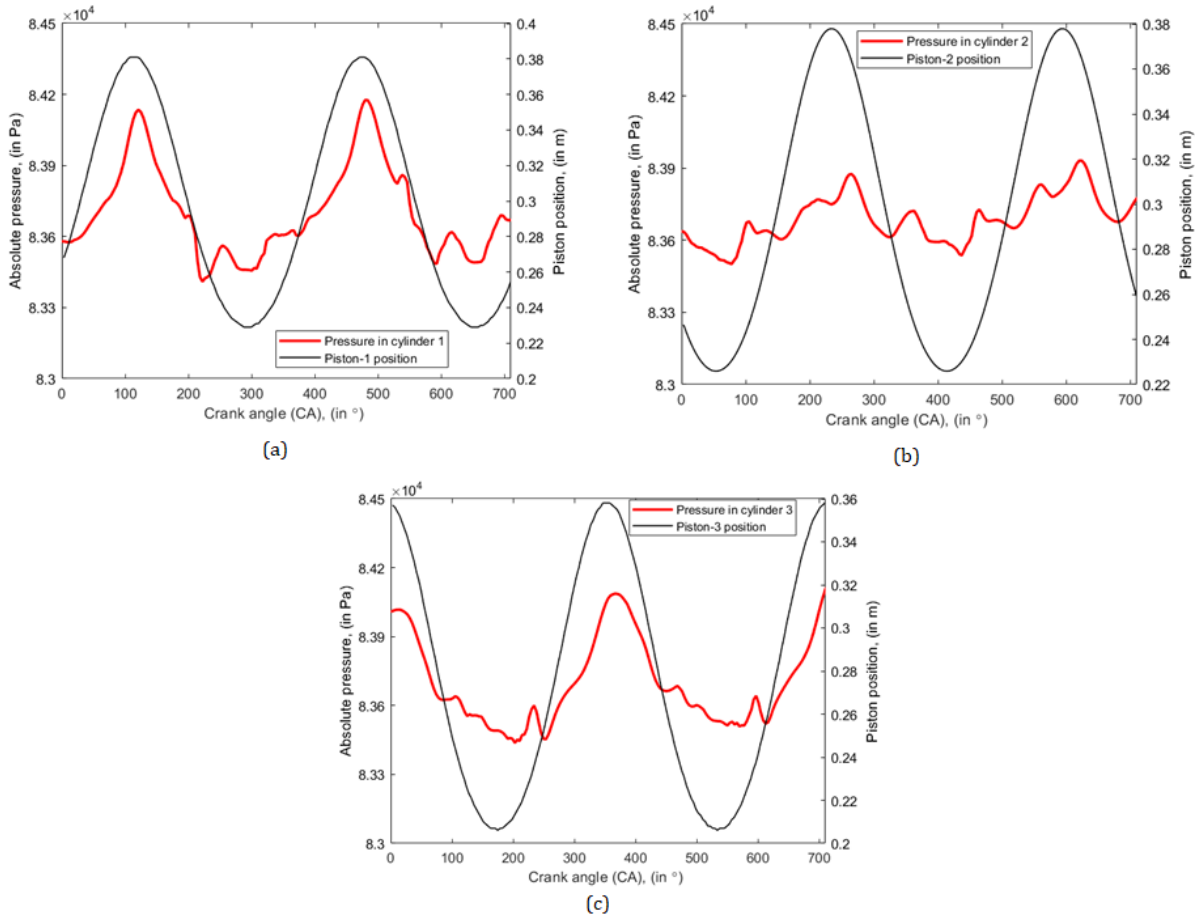 ×10⁴
8.45
8.42
8.39
8.36
8.33
8.3
Absolute pressure, (in Pa)
0.4
0.38
0.36
0.34
0.32
0.3
0.28
0.26
0.24
0.22
0.2
Piston position, (in m)
Pressure in cylinder 1
Piston-1 position
0 100 200 300 400 500 600 700
Crank angle (CA), (in °)
(a)
×10⁴
8.45
8.42
8.39
8.36
8.33
8.3
Absolute pressure, (in Pa)
0.38
0.36
0.34
0.32
0.3
0.28
0.26
0.24
0.22
Piston position, (in m)
Pressure in cylinder 2
Piston-2 position
0 100 200 300 400 500 600 700
Crank angle (CA), (in °)
(b)
×10⁴
8.45
8.42
8.39
8.36
8.33
8.3
Absolute pressure, (in Pa)
0.36
0.34
0.32
0.3
0.28
0.26
0.24
0.22
0.2
Piston position, (in m)
Pressure in cylinder 3
Piston-3 position
0 100 200 300 400 500 600 700
Crank angle (CA), (in °)
(c)